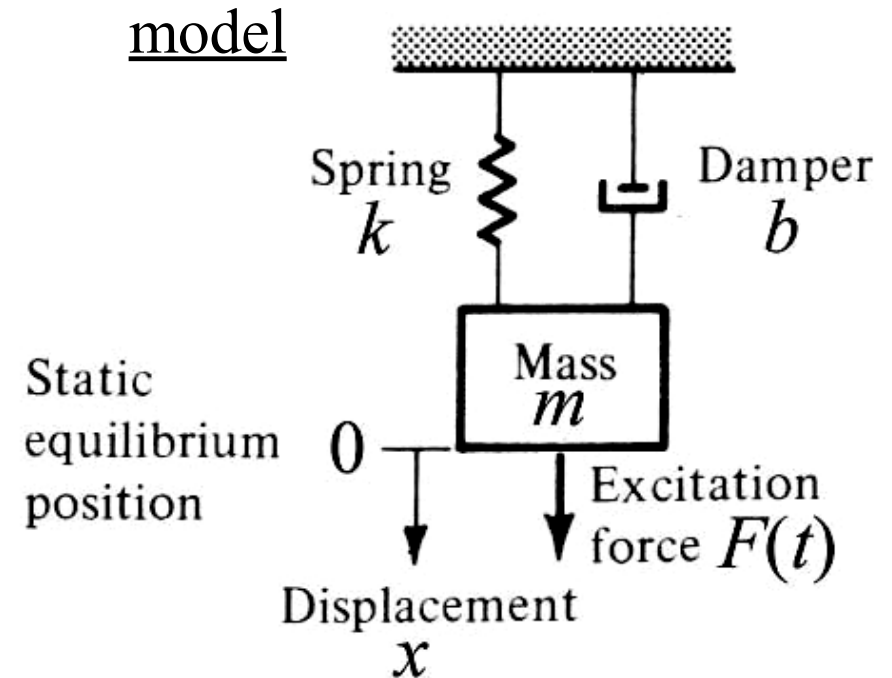 model
Spring
k
Damper
b
Mass
m
Static
equilibrium
position
0
Excitation
force F(t)
Displacement
x